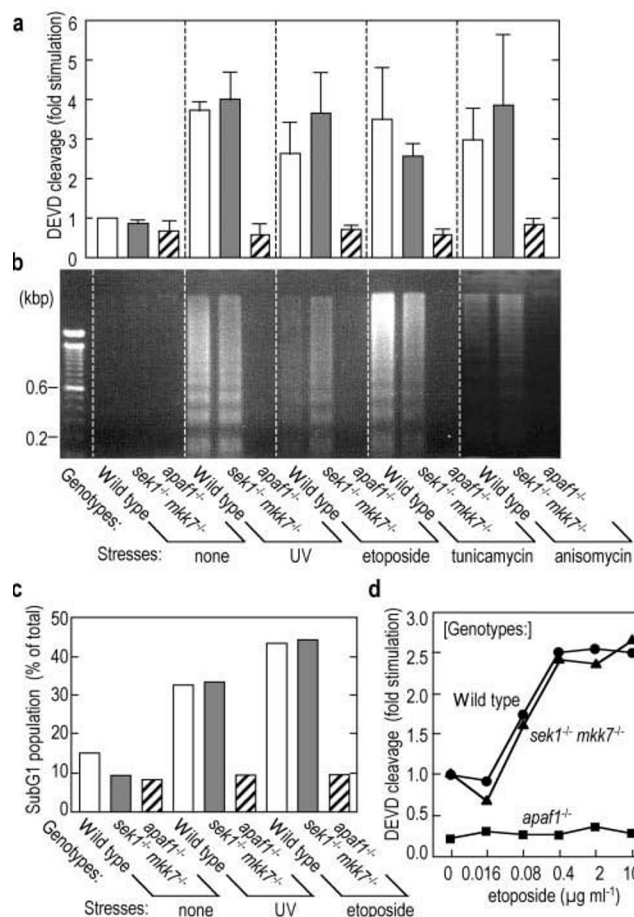 a
DEVD cleavage (fold stimulation)
6
5
4
3
2
1
0
b
(kbp)
0.6
0.2
Genotypes:
Wild type
sek1-/- mkk7-/-
apaf1-/-
Wild type
sek1-/- mkk7-/-
apaf1-/-
Wild type
sek1-/- mkk7-/-
apaf1-/-
Wild type
sek1-/- mkk7-/-
apaf1-/-
Wild type
sek1-/- mkk7-/-
apaf1-/-
Stresses:
none
UV
etoposide
tunicamycin
anisomycin
c
SubG1 population (% of total)
50
40
30
20
10
0
Genotypes:
Wild type
sek1-/- mkk7-/-
apaf1-/-
Wild type
sek1-/- mkk7-/-
apaf1-/-
Wild type
sek1-/- mkk7-/-
apaf1-/-
Stresses:
none
UV
etoposide
d
DEVD cleavage (fold stimulation)
3.0
2.5
2.0
1.5
1.0
0.5
0
[Genotypes:]
Wild type
sek1-/- mkk7-/-
apaf1-/-
0 0.016 0.08 0.4 2 10
etoposide (µg ml-1)